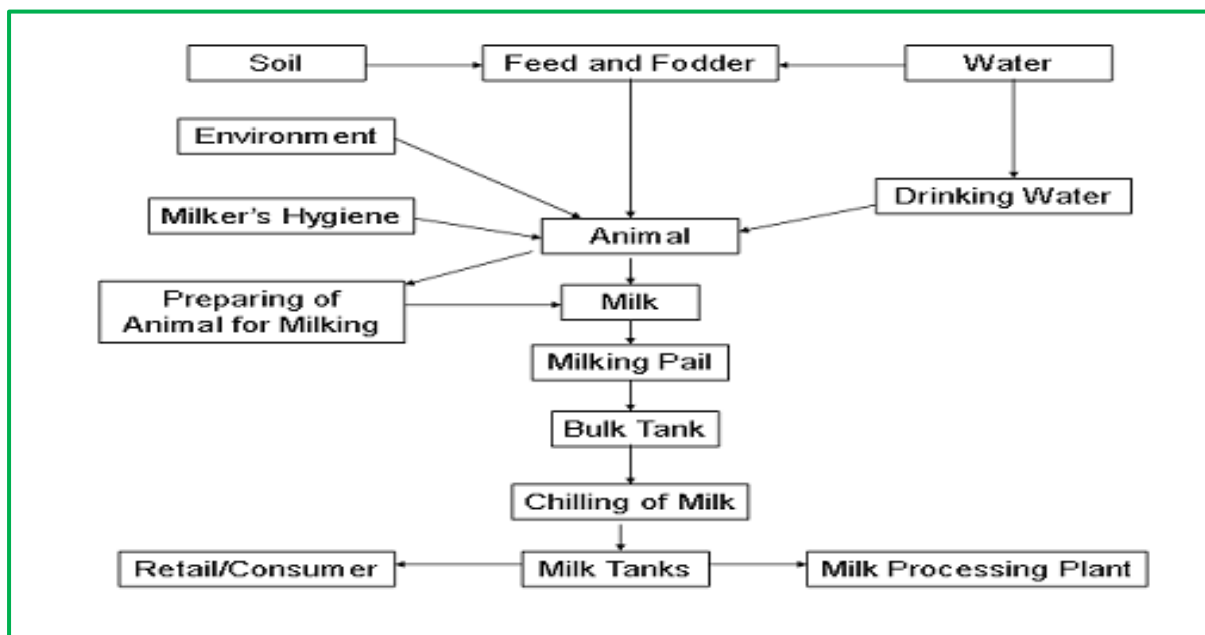 Soil
Feed and Fodder
Water
Environment
Drinking Water
Milker's Hygiene
Animal
Preparing of
Animal for Milking
Milk
Milking Pail
Bulk Tank
Chilling of Milk
Retail/Consumer
Milk Tanks
Milk Processing Plant